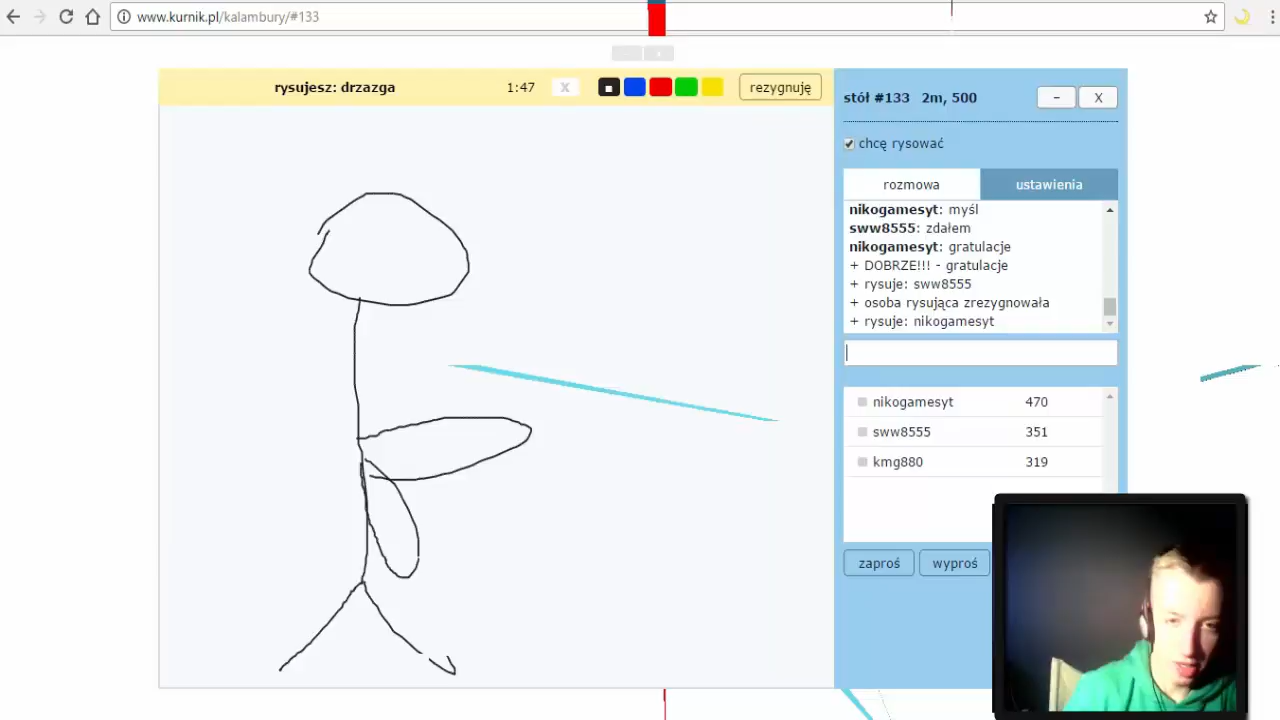 www.kurnik.pl/kalambury/#133
rysujesz: drzazga
1:47
X
rezygnuję
stół #133 2m, 500
–
X
chcę rysować
rozmowa
ustawienia
nikogamesyt: myśl
sww8555: zdałem
nikogamesyt: gratulacje
+ DOBRZE!!! - gratulacje
+ rysuje: sww8555
+ osoba rysująca zrezygnowała
+ rysuje: nikogamesyt
nikogamesyt 470
sww8555 351
kmg880 319
zaproś
wyproś